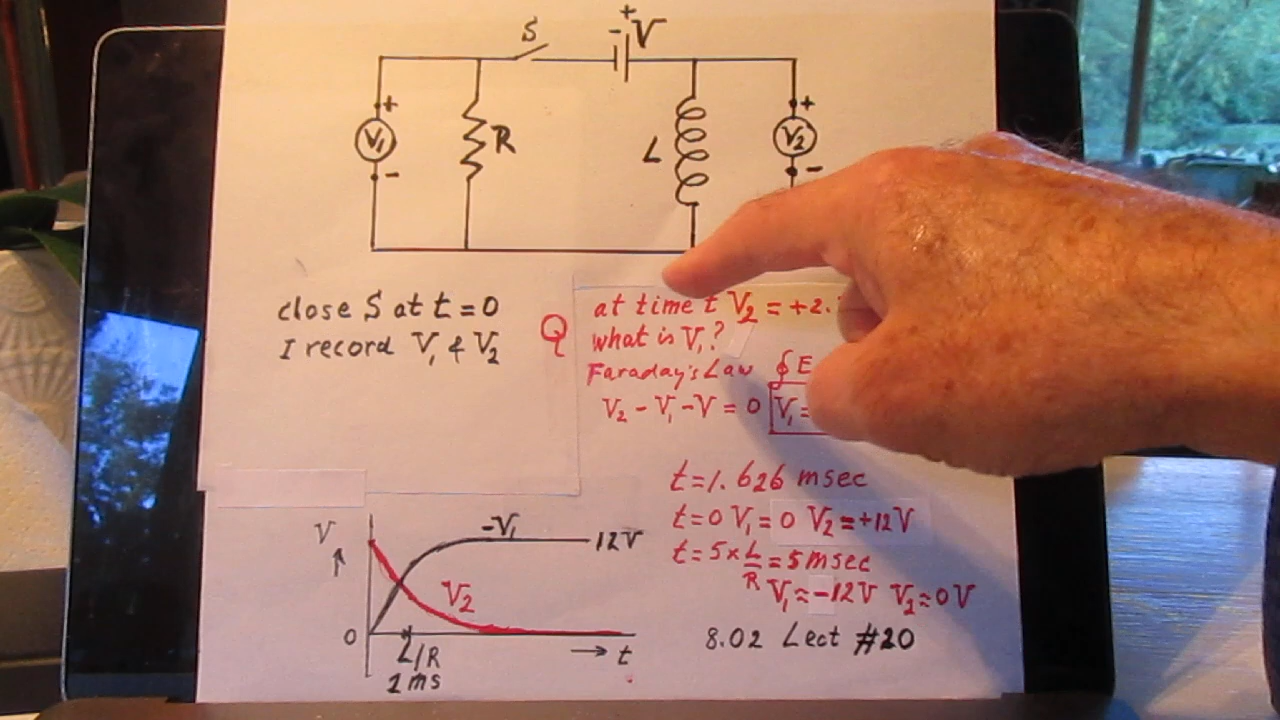 S
- + V
+ +
V₁ R L V₂
- -
close S at t = 0
I record V₁ & V₂
Q at time t V₂ = +2.
what is V₁?
Faraday's Law ∮ E
V₂ - V₁ - V = 0 V₁ =
t = 1.626 msec
t = 0 V₁ = 0 V₂ = +12V
t = 5 × L/R = 5 msec
V₁ ≈ -12V V₂ ≈ 0V
8.02 Lect #20
V -V₁ 12V
V₂
0 L/R → t
1 ms